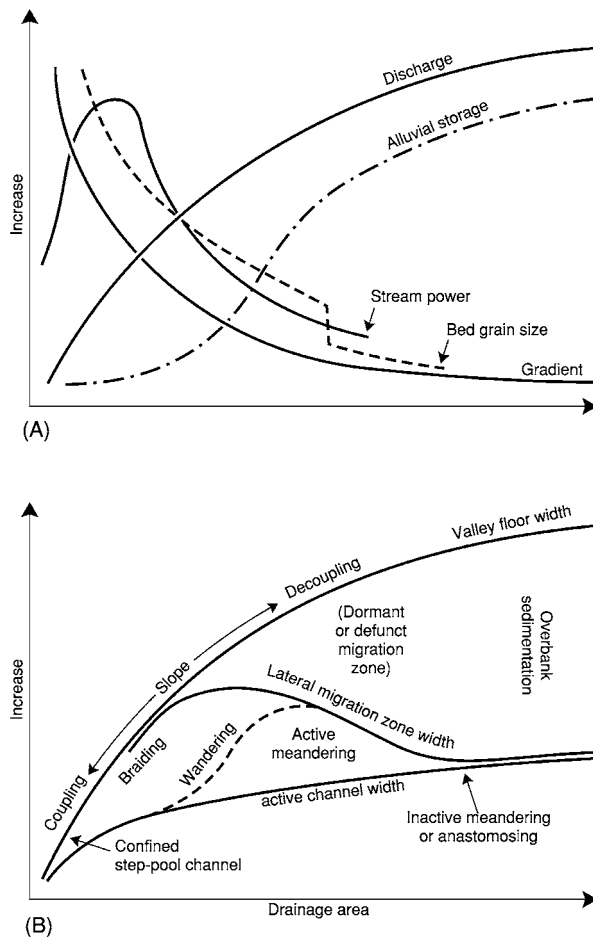 Discharge
Alluvial storage
Increase
Stream power
Bed grain size
Gradient
(A)
Valley floor width
Decoupling
(Dormant
or defunct
migration
zone)
Overbank
sedimentation
Slope
Increase
Lateral migration zone width
Braiding
Wandering
Active
meandering
Coupling
active channel width
Inactive meandering
or anastomosing
Confined
step-pool channel
Drainage area
(B)